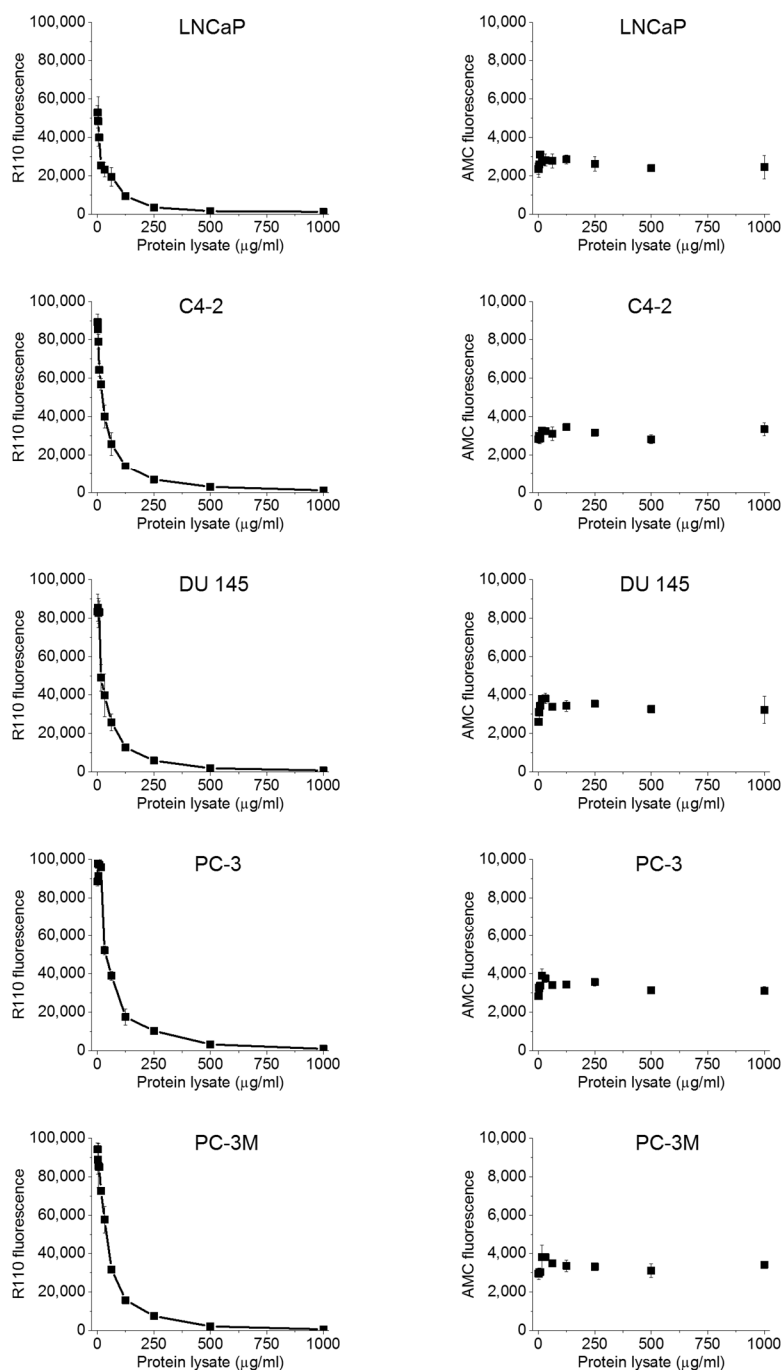 LNCaP
R110 fluorescence
100,000
80,000
60,000
40,000
20,000
0
0 250 500 750 1000
Protein lysate (μg/ml)
LNCaP
AMC fluorescence
10,000
8,000
6,000
4,000
2,000
0
0 250 500 750 1000
Protein lysate (μg/ml)
C4-2
R110 fluorescence
100,000
80,000
60,000
40,000
20,000
0
0 250 500 750 1000
Protein lysate (μg/ml)
C4-2
AMC fluorescence
10,000
8,000
6,000
4,000
2,000
0
0 250 500 750 1000
Protein lysate (μg/ml)
DU 145
R110 fluorescence
100,000
80,000
60,000
40,000
20,000
0
0 250 500 750 1000
Protein lysate (μg/ml)
DU 145
AMC fluorescence
10,000
8,000
6,000
4,000
2,000
0
0 250 500 750 1000
Protein lysate (μg/ml)
PC-3
R110 fluorescence
100,000
80,000
60,000
40,000
20,000
0
0 250 500 750 1000
Protein lysate (μg/ml)
PC-3
AMC fluorescence
10,000
8,000
6,000
4,000
2,000
0
0 250 500 750 1000
Protein lysate (μg/ml)
PC-3M
R110 fluorescence
100,000
80,000
60,000
40,000
20,000
0
0 250 500 750 1000
Protein lysate (μg/ml)
PC-3M
AMC fluorescence
10,000
8,000
6,000
4,000
2,000
0
0 250 500 750 1000
Protein lysate (μg/ml)